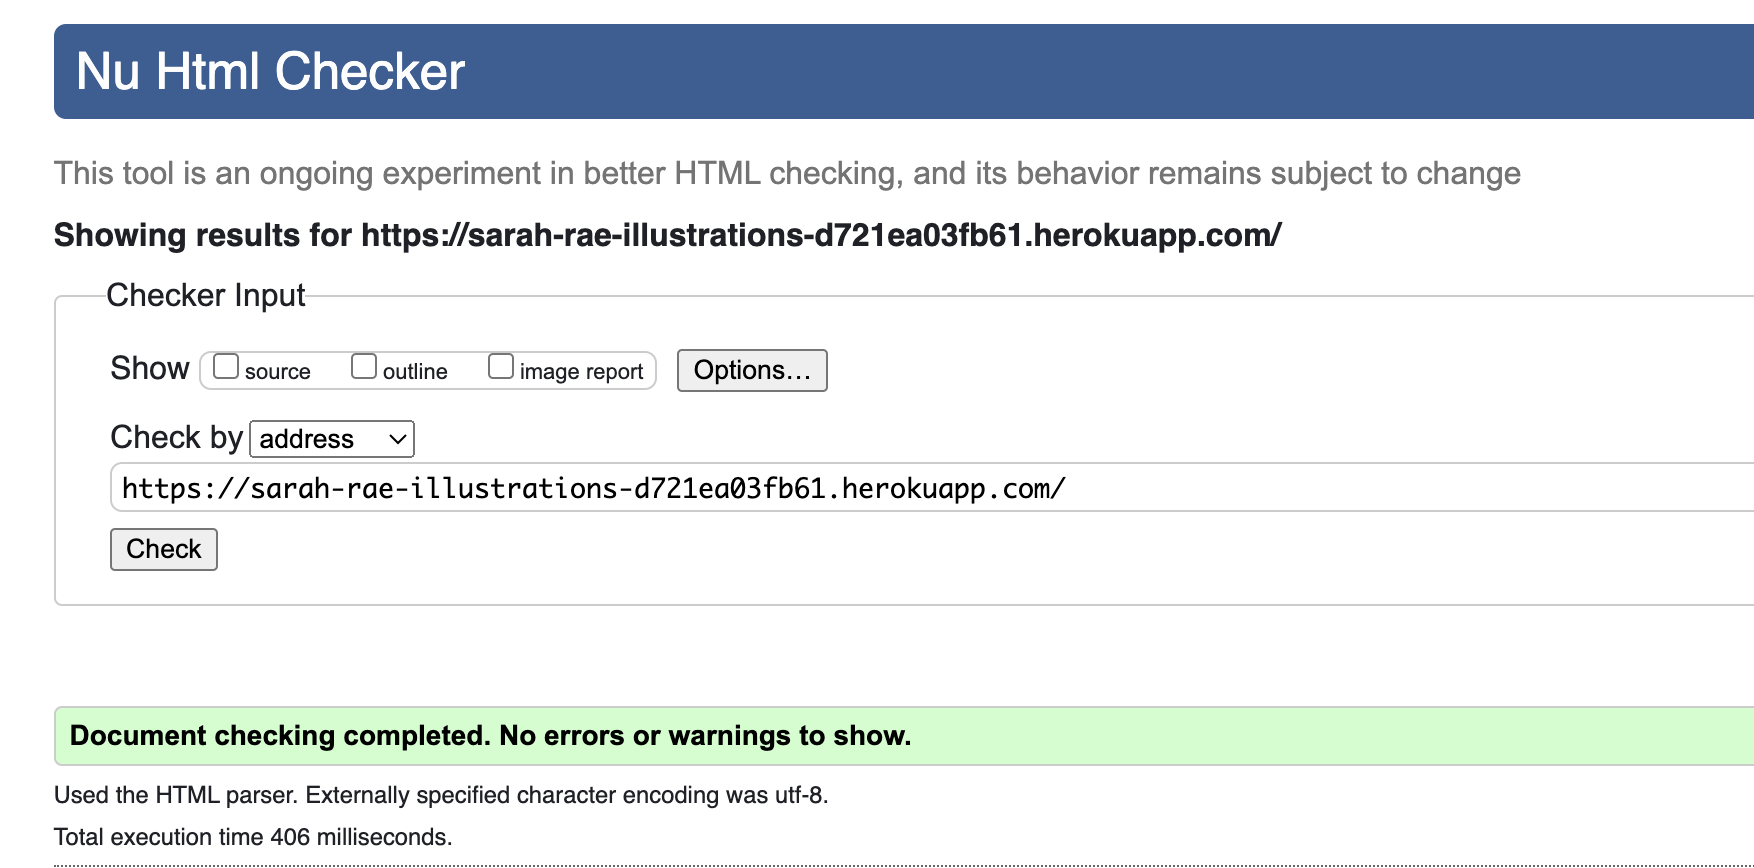 Nu Html Checker
This tool is an ongoing experiment in better HTML checking, and its behavior remains subject to change
Showing results for https://sarah-rae-illustrations-d721ea03fb61.herokuapp.com/
Checker Input
Show source outline image report Options...
Check by address
https://sarah-rae-illustrations-d721ea03fb61.herokuapp.com/
Check
Document checking completed. No errors or warnings to show.
Used the HTML parser. Externally specified character encoding was utf-8.
Total execution time 406 milliseconds.